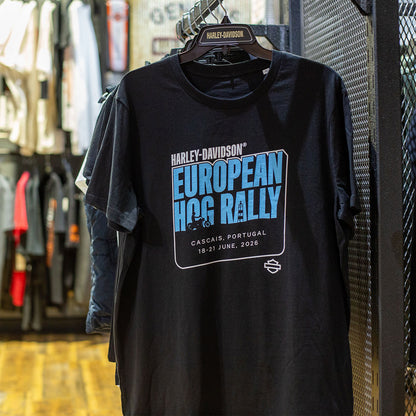 HARLEY-DAVIDSON
HARLEY-DAVIDSON®
EUROPEAN
HOG RALLY
CASCAIS, PORTUGAL
18-21 JUNE, 2026